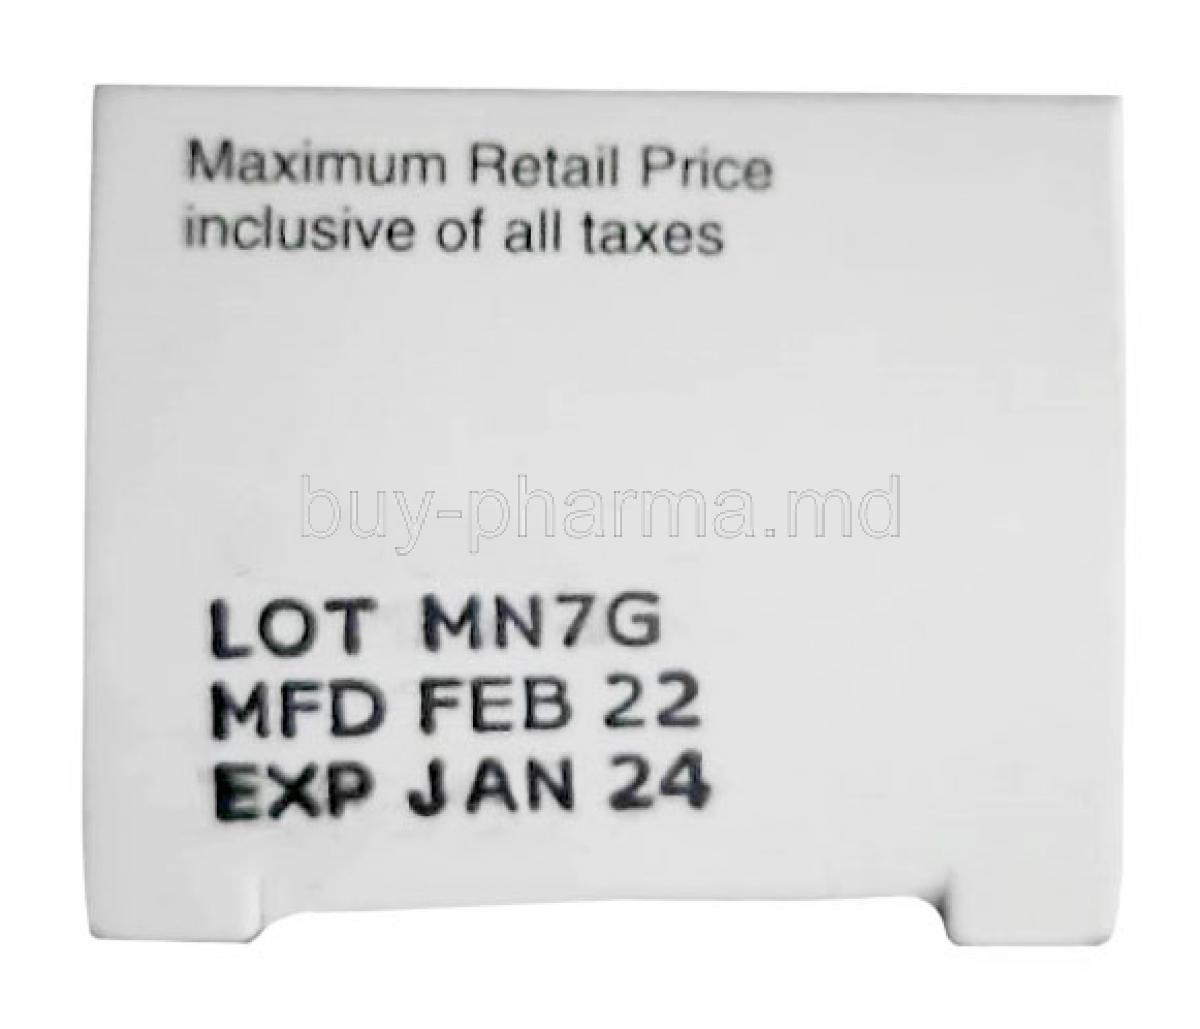 Maximum Retail Price
inclusive of all taxes
buy-pharma.md
LOT MN7G
MFD FEB 22
EXP JAN 24